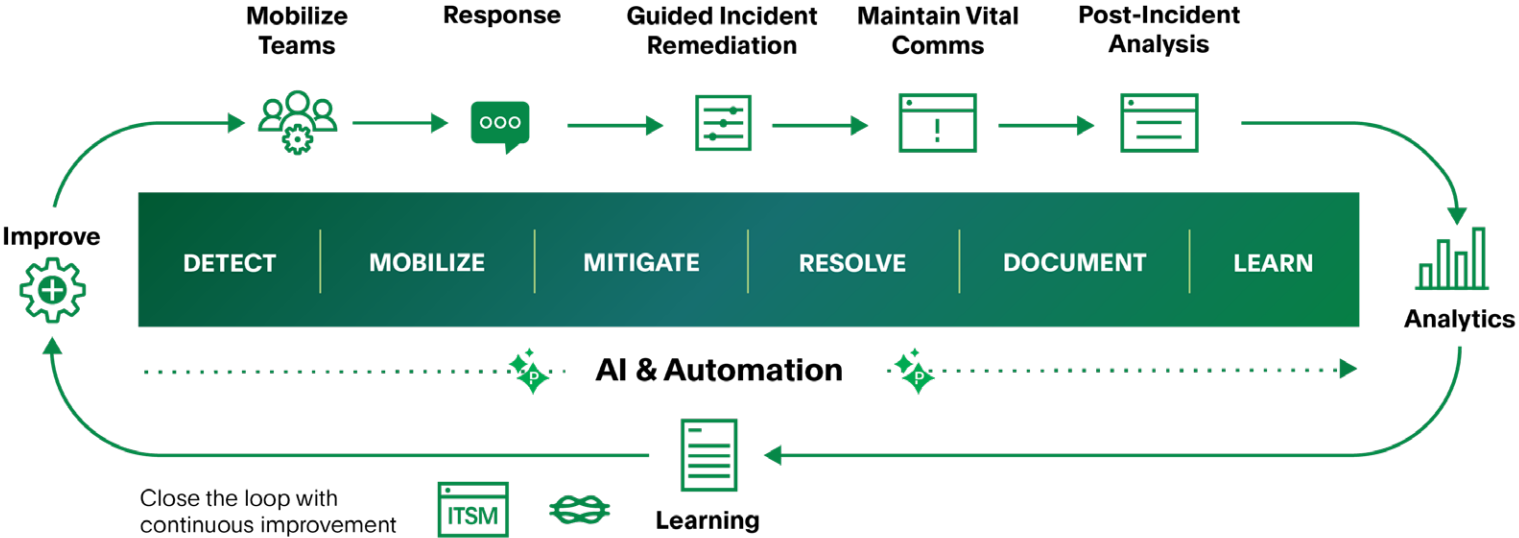 Mobilize
Teams
Response
Guided Incident
Remediation
Maintain Vital
Comms
Post-Incident
Analysis
ooo
!
Improve
DETECT
MOBILIZE
MITIGATE
RESOLVE
DOCUMENT
LEARN
Analytics
P
AI & Automation
P
Close the loop with
continuous improvement
ITSM
Learning